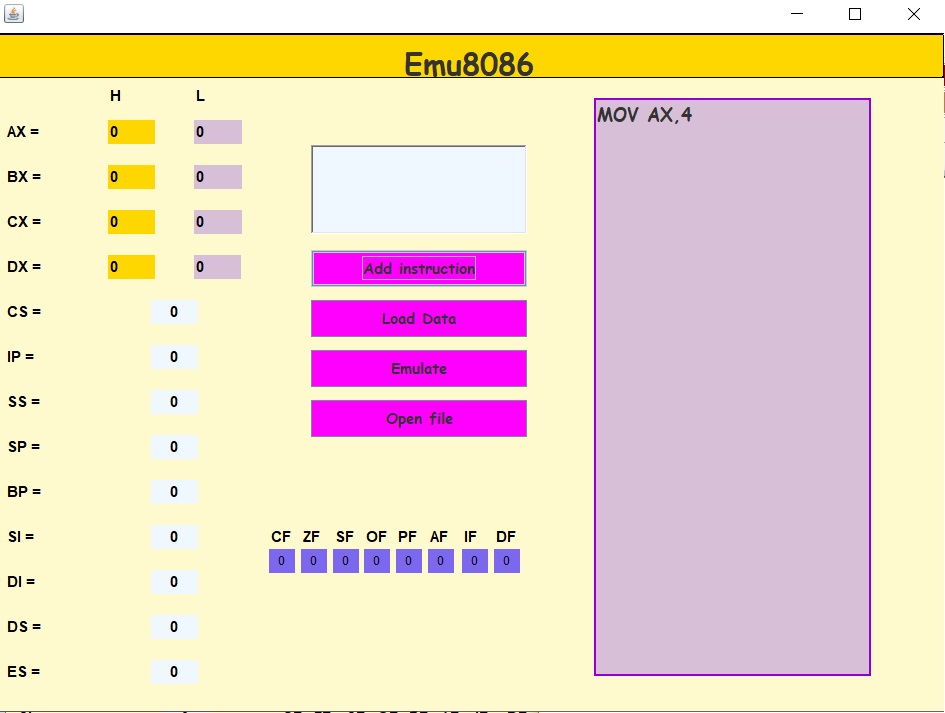 Emu8086
H L
AX = 0 0
BX = 0 0
CX = 0 0
DX = 0 0
CS = 0
IP = 0
SS = 0
SP = 0
BP = 0
SI = 0
DI = 0
DS = 0
ES = 0
Add instruction
Load Data
Emulate
Open file
CF ZF SF OF PF AF IF DF
0 0 0 0 0 0 0 0
MOV AX,4